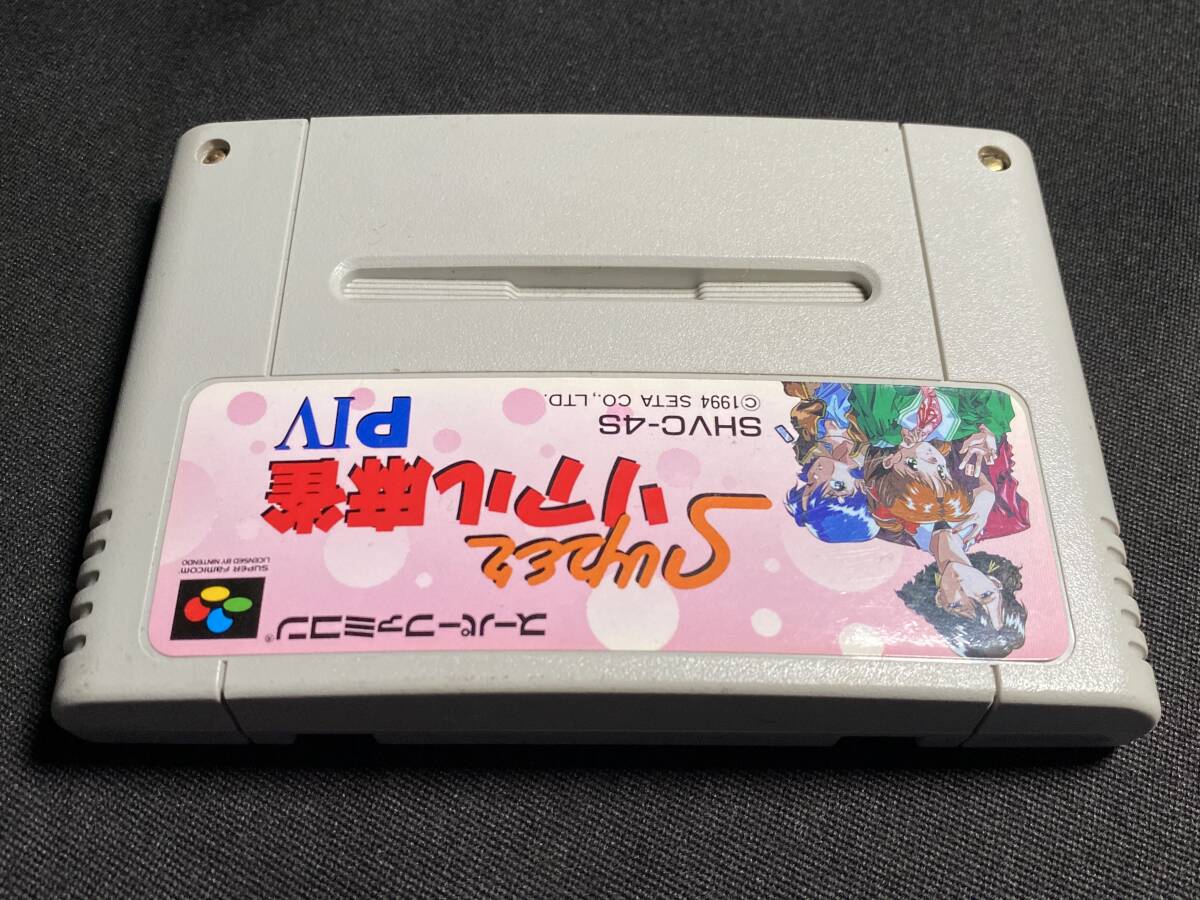 スーパーファミコン®
SUPER FAMICOM
LICENSED BY NINTENDO
SUPER
リアル麻雀
PIV
SHVC-4S
©1994 SETA CO., LTD.